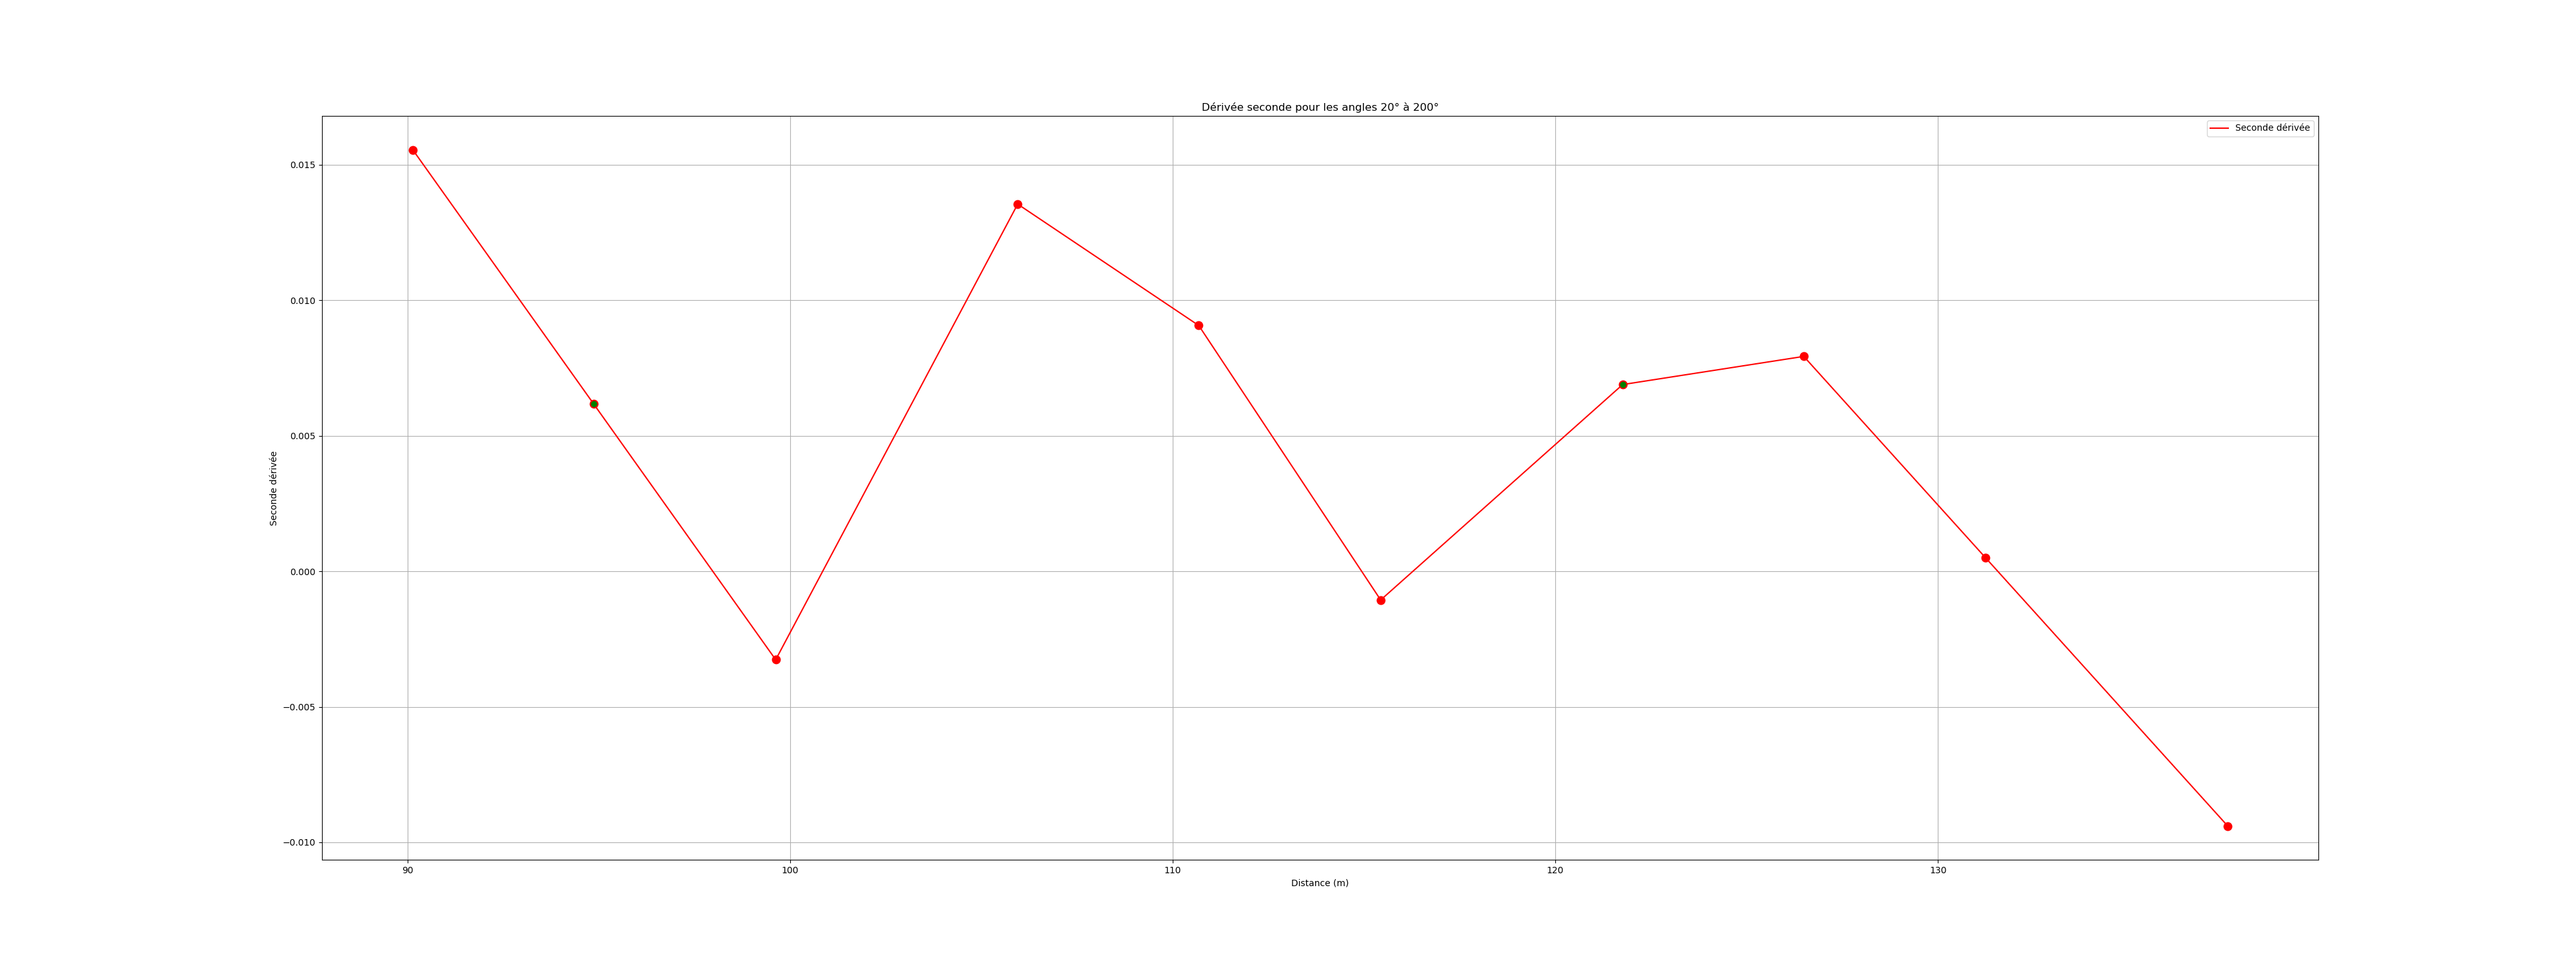 Dérivée seconde pour les angles 20° à 200°
Seconde dérivée
0.015
0.010
0.005
0.000
−0.005
−0.010
Seconde dérivée
90
100
110
120
130
Distance (m)